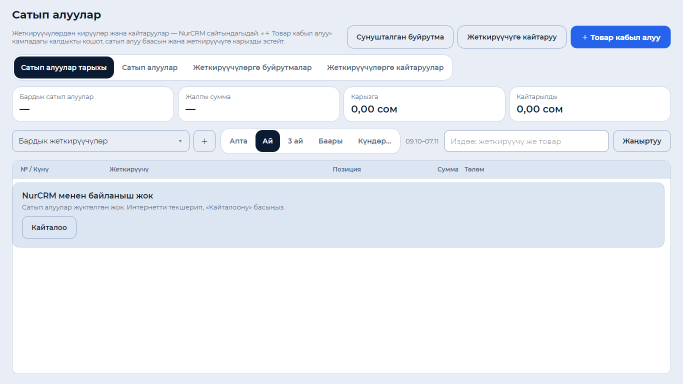 Сатып алуулар
Жеткирүүчүлөрдөн кирүүлөр жана кайтаруулар — NurCRM сайтындагыдай. «+ Товар кабыл алуу»
кампадагы калдыкты кошот, сатып алуу баасын жана жеткирүүчүгө карызды эстейт.
Сунушталган буйрутма
Жеткирүүчүгө кайтаруу
+ Товар кабыл алуу
Сатып алуулар тарыхы
Сатып алуулар
Жеткирүүчүлөргө буйрутмалар
Жеткирүүчүлөргө кайтаруулар
Бардык сатып алуулар
—
Жалпы сумма
—
Карызга
0,00 сом
Кайтарылды
0,00 сом
Бардык жеткирүүчүлөр
+
Апта
Ай
3 ай
Баары
Күндөр...
09.10–07.11
Издөө: жеткирүүчү же товар
Жаңыртуу
№ / Күнү
Жеткирүүчү
Позиция
Сумма
Төлөм
NurCRM менен байланыш жок
Сатып алуулар жүктөлгөн жок. Интернетти текшерип, «Кайталоону» басыңыз.
Кайталоо